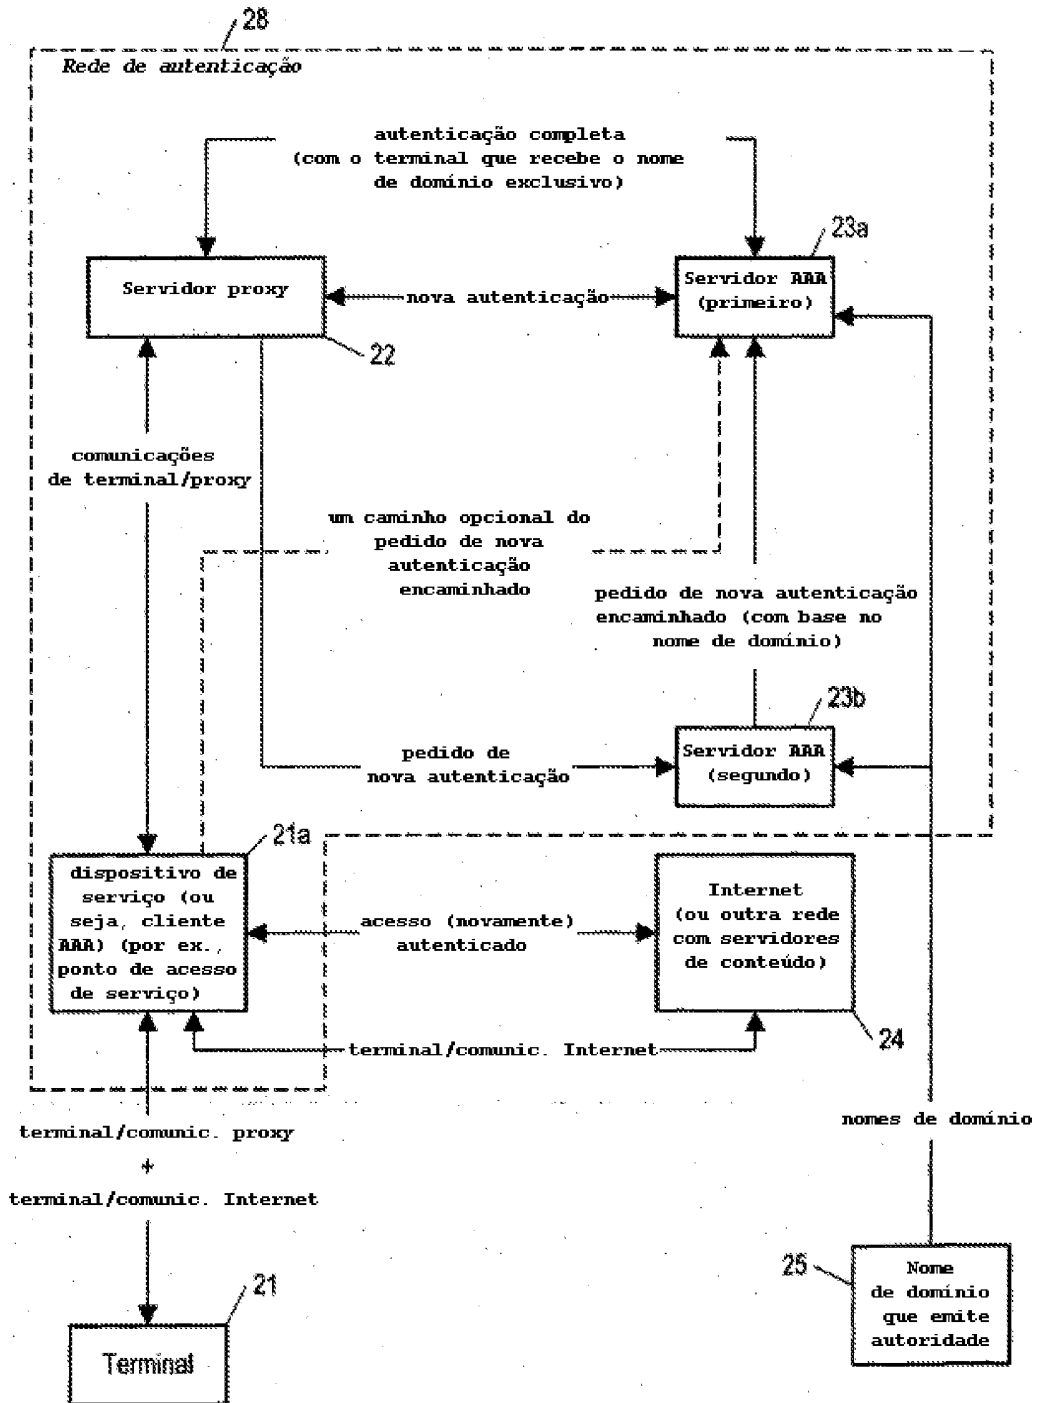 28
Rede de autenticação
autenticação completa
(com o terminal que recebe o nome
de domínio exclusivo)
23a
Servidor proxy
Servidor AAA
(primeiro)
nova autenticação
22
comunicações
de terminal/proxy
um caminho opcional do
pedido de nova
autenticação
encaminhado
pedido de nova autenticação
encaminhado (com base no
nome de domínio)
23b
pedido de
nova autenticação
Servidor AAA
(segundo)
21a
dispositivo de
serviço (ou
seja, cliente
AAA) (por ex.,
ponto de acesso
de serviço)
acesso (novamente)
autenticado
Internet
(ou outra rede
com servidores
de conteúdo)
24
terminal/comunic. Internet
terminal/comunic. proxy
+
terminal/comunic. Internet
nomes de domínio
25
Nome
de domínio
que emite
autoridade
21
Terminal